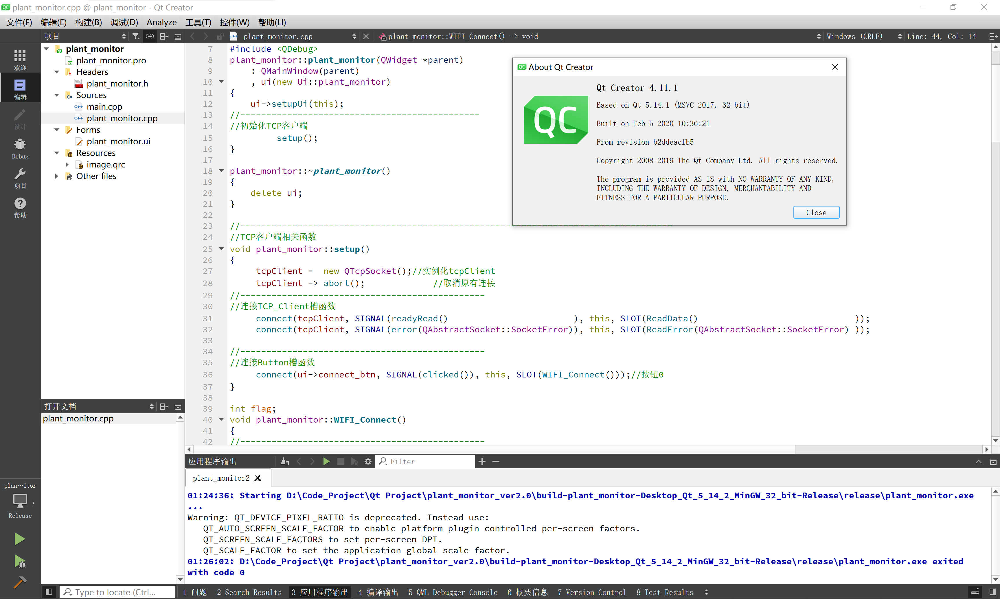 QC plant_monitor.cpp @ plant_monitor - Qt Creator
文件(F) 编辑(E) 构建(B) 调试(D) Analyze 工具(T) 控件(W) 帮助(H)
项目
plant_monitor.cpp
plant_monitor::WIFI_Connect() -> void
Windows (CRLF)
Line: 44, Col: 14
欢迎
编辑
设计
Debug
项目
帮助
plant_monitor
plant_monitor.pro
Headers
plant_monitor.h
Sources
main.cpp
plant_monitor.cpp
Forms
plant_monitor.ui
Resources
image.qrc
Other files
打开文档
plant_monitor.cpp
7 #include <QDebug>
8 plant_monitor::plant_monitor(QWidget *parent)
9 : QMainWindow(parent)
10 , ui(new Ui::plant_monitor)
11 {
12 ui->setupUi(this);
13 //----------------------------------------------
14 //初始化TCP客户端
15 setup();
16 }
17
18 plant_monitor::~plant_monitor()
19 {
20 delete ui;
21 }
22
23 //-----------------------------------------------------------------------------------
24 //TCP客户端相关函数
25 void plant_monitor::setup()
26 {
27 tcpClient =  new QTcpSocket();//实例化tcpClient
28 tcpClient -> abort();             //取消原有连接
29 //-----------------------------------------------
30 //连接TCP_Client槽函数
31 connect(tcpClient, SIGNAL(readyRead()                        ), this, SLOT(ReadData()                              ));
32 connect(tcpClient, SIGNAL(error(QAbstractSocket::SocketError)), this, SLOT(ReadError(QAbstractSocket::SocketError) ));
33
34 //-----------------------------------------------
35 //连接Button槽函数
36 connect(ui->connect_btn, SIGNAL(clicked()), this, SLOT(WIFI_Connect()));//按钮0
37 }
38
39 int flag;
40 void plant_monitor::WIFI_Connect()
41 {
42 //-----------------------------------------------
QC About Qt Creator
QC
Qt Creator 4.11.1
Based on Qt 5.14.1 (MSVC 2017, 32 bit)
Built on Feb 5 2020 10:36:21
From revision b2ddeacfb5
Copyright 2008-2019 The Qt Company Ltd. All rights reserved.
The program is provided AS IS with NO WARRANTY OF ANY KIND,
INCLUDING THE WARRANTY OF DESIGN, MERCHANTABILITY AND
FITNESS FOR A PARTICULAR PURPOSE.
Close
应用程序输出
Filter
plant_monitor2
01:24:36: Starting D:\Code_Project\Qt Project\plant_monitor_ver2.0\build-plant_monitor-Desktop_Qt_5_14_2_MinGW_32_bit-Release\release\plant_monitor.exe
...
Warning: QT_DEVICE_PIXEL_RATIO is deprecated. Instead use:
QT_AUTO_SCREEN_SCALE_FACTOR to enable platform plugin controlled per-screen factors.
QT_SCREEN_SCALE_FACTORS to set per-screen DPI.
QT_SCALE_FACTOR to set the application global scale factor.
01:26:02: D:\Code_Project\Qt Project\plant_monitor_ver2.0\build-plant_monitor-Desktop_Qt_5_14_2_MinGW_32_bit-Release\release\plant_monitor.exe exited
with code 0
plan···itor
Release
Type to locate (Ctrl...
1 问题 2 Search Results 3 应用程序输出 4 编译输出 5 QML Debugger Console 6 概要信息 7 Version Control 8 Test Results